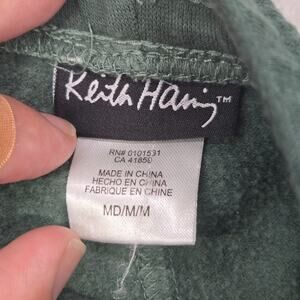 Keith Haring™
RN# 0101531
CA 41850
MADE IN CHINA
HECHO EN CHINA
FABRIQUE EN CHINE
MD/M/M